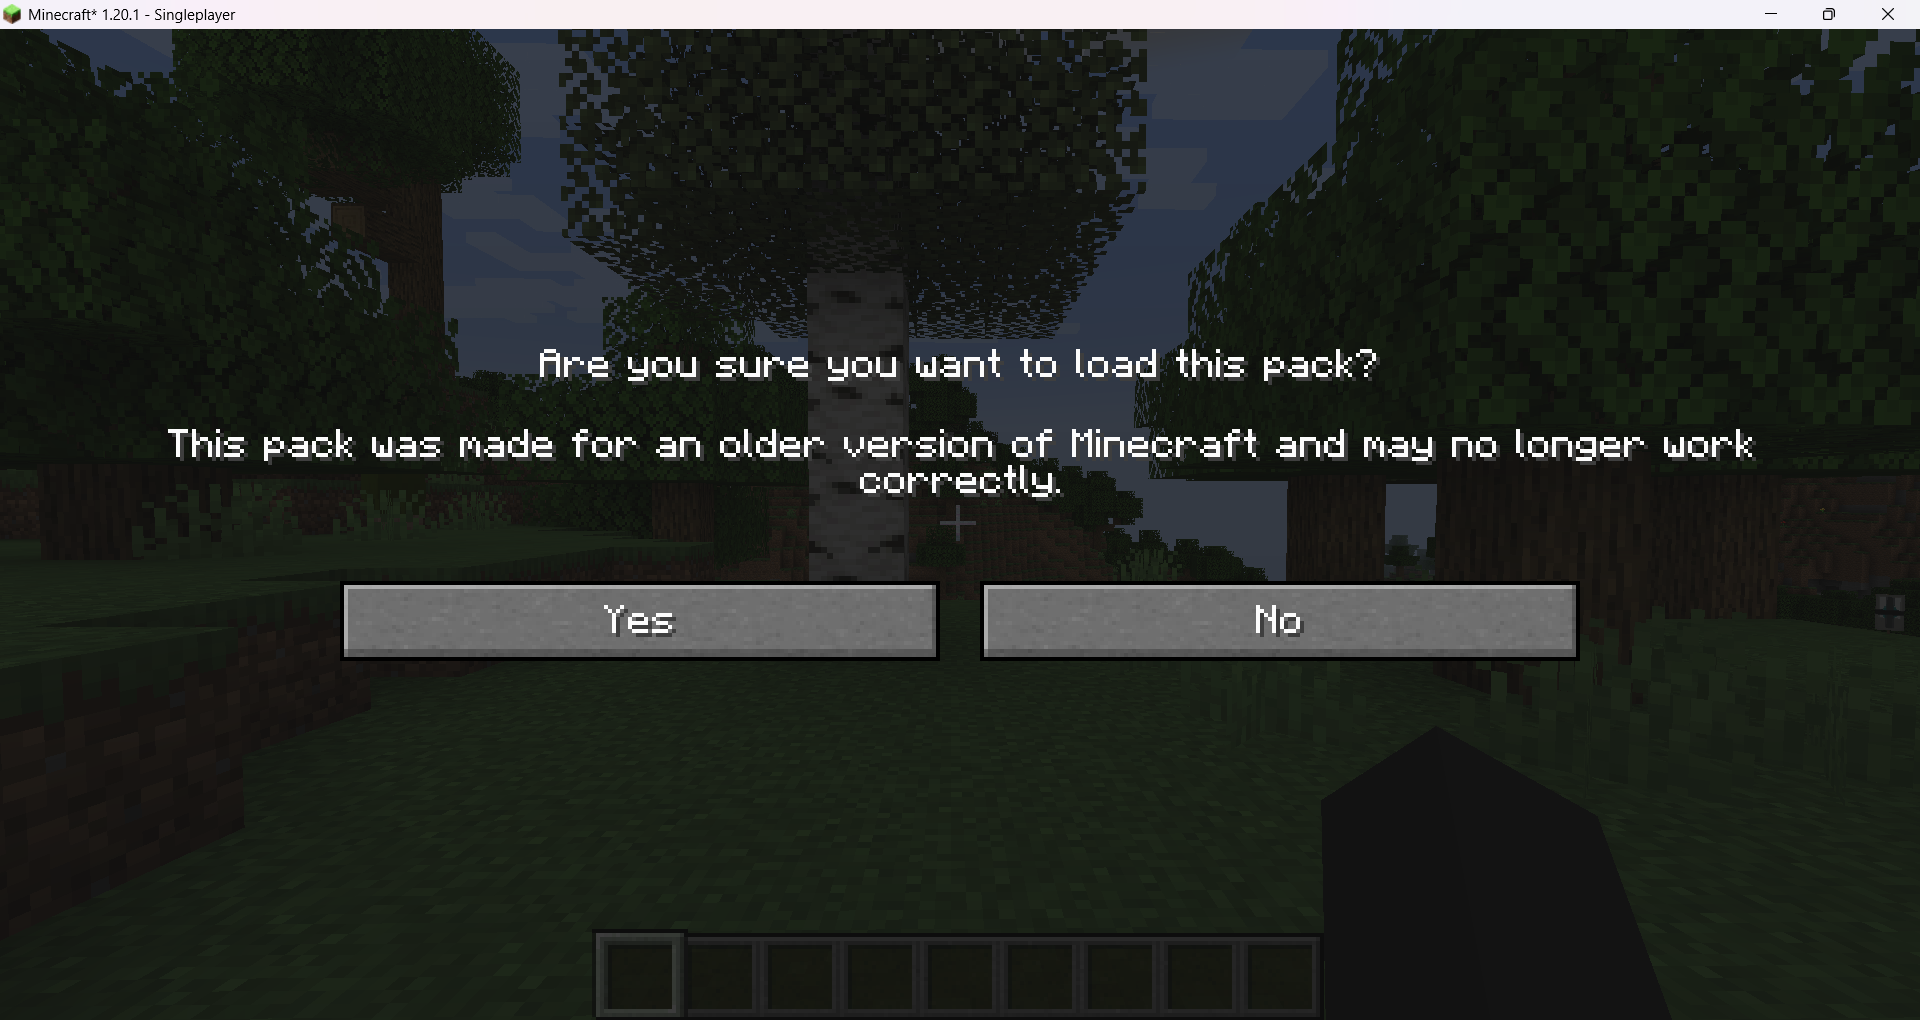 Minecraft* 1.20.1 - Singleplayer
Are you sure you want to load this pack?
This pack was made for an older version of Minecraft and may no longer work
correctly.
Yes
No